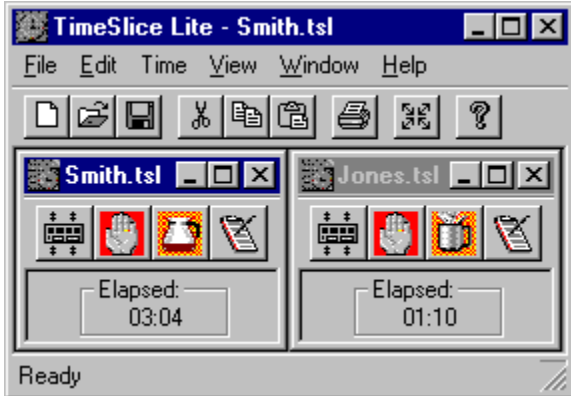 TimeSlice Lite - Smith.tsl
File Edit Time View Window Help
Smith.tsl
Jones.tsl
Elapsed:
03:04
Elapsed:
01:10
Ready